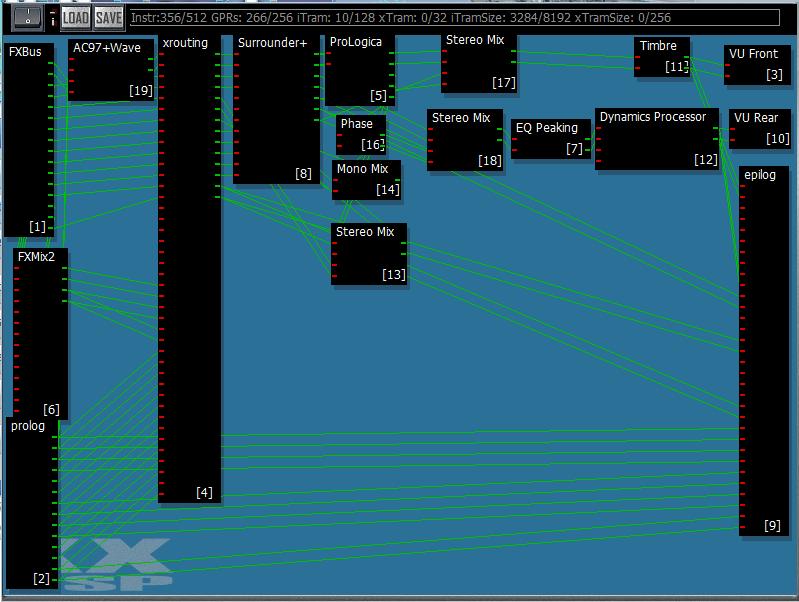 LOAD SAVE Instr:356/512 GPRs: 266/256 iTram: 10/128 xTram: 0/32 iTramSize: 3284/8192 xTramSize: 0/256
FXBus
[1]
AC97+Wave
[19]
xrouting
[4]
Surrounder+
[8]
ProLogica
[5]
Stereo Mix
[17]
Timbre
[11]
VU Front
[3]
Phase
[16]
Mono Mix
[14]
Stereo Mix
[18]
EQ Peaking
[7]
Dynamics Processor
[12]
VU Rear
[10]
epilog
[9]
Stereo Mix
[13]
FXMix2
[6]
prolog
[2]